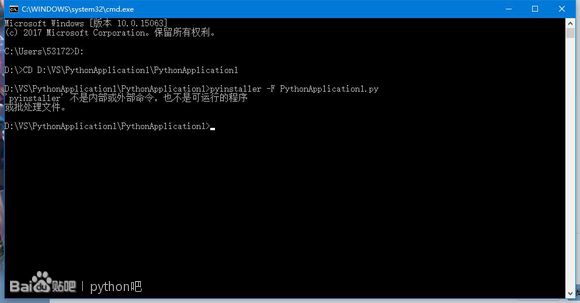 C:\WINDOWS\system32\cmd.exe
Microsoft Windows [版本 10.0.15063]
(c) 2017 Microsoft Corporation。保留所有权利。
C:\Users\53172>D:
D:\>CD D:\VS\PythonApplication1\PythonApplication1
D:\VS\PythonApplication1\PythonApplication1>pyinstaller -F PythonApplication1.py
'pyinstaller' 不是内部或外部命令，也不是可运行的程序
或批处理文件。
D:\VS\PythonApplication1\PythonApplication1>
Bai度贴吧 | python吧